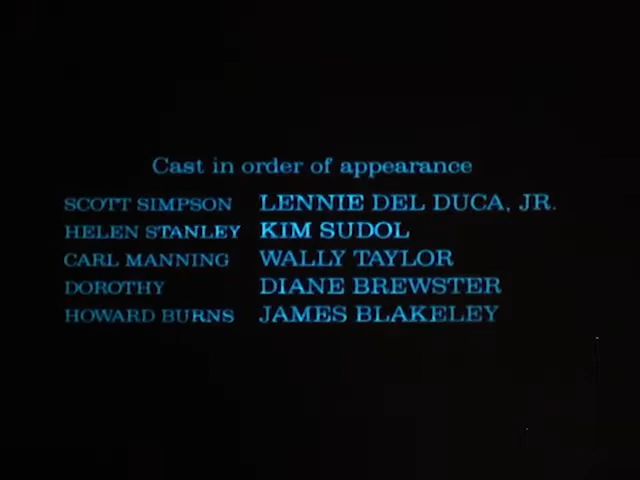 Cast in order of appearance
SCOTT SIMPSON LENNIE DEL DUCA, JR.
HELEN STANLEY KIM SUDOL
CARL MANNING WALLY TAYLOR
DOROTHY DIANE BREWSTER
HOWARD BURNS JAMES BLAKELEY